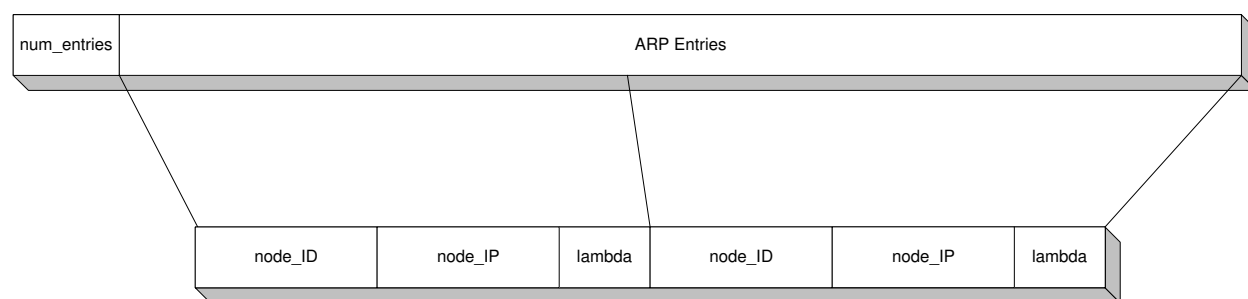 num_entries ARP Entries
node_ID node_IP lambda node_ID node_IP lambda